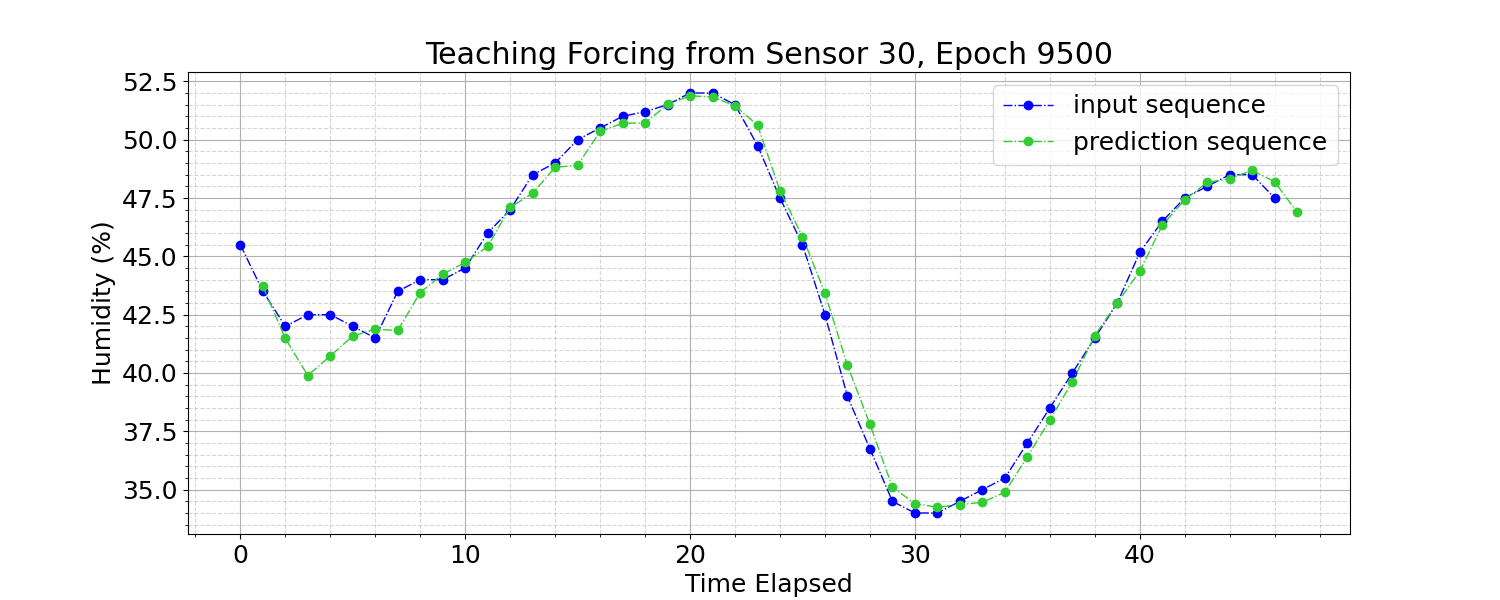 Teaching Forcing from Sensor 30, Epoch 9500
input sequence
prediction sequence
Humidity (%)
52.5
50.0
47.5
45.0
42.5
40.0
37.5
35.0
0 10 20 30 40
Time Elapsed